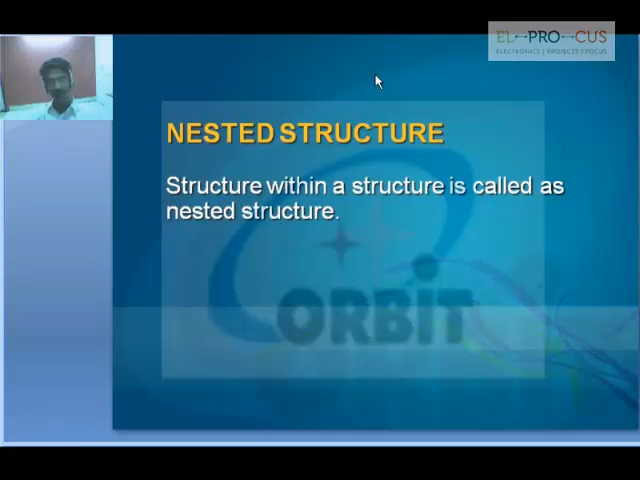 EL PRO CUS
ELECTRONICS | PROJECTS | FOCUS
NESTED STRUCTURE
Structure within a structure is called as
nested structure.
ORBiT